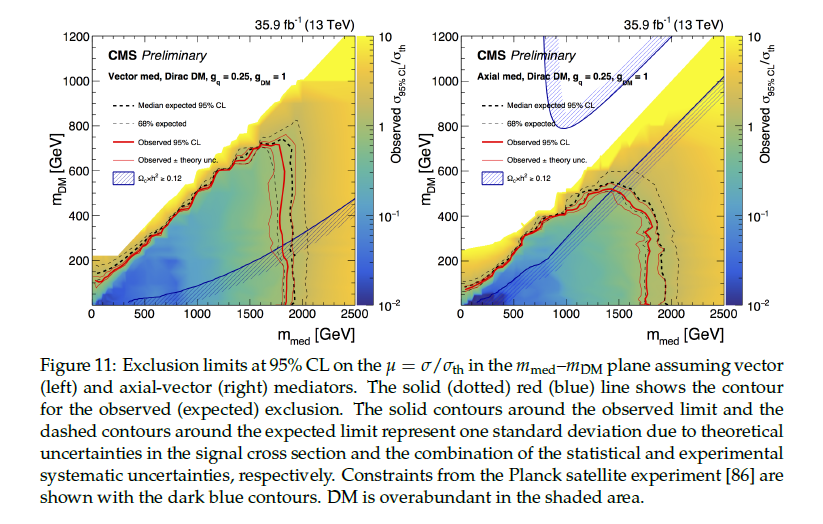 35.9 fb⁻¹ (13 TeV)
CMS Preliminary
Vector med, Dirac DM, g_q = 0.25, g_DM = 1
Median expected 95% CL
68% expected
Observed 95% CL
Observed ± theory unc.
Ω_c×h² ≥ 0.12
m_DM [GeV]
1200
1000
800
600
400
200
0 500 1000 1500 2000 2500
m_med [GeV]
10
1
10⁻¹
10⁻²
Observed σ_95% CL/σ_th
35.9 fb⁻¹ (13 TeV)
CMS Preliminary
Axial med, Dirac DM, g_q = 0.25, g_DM = 1
Median expected 95% CL
68% expected
Observed 95% CL
Observed ± theory unc.
Ω_c×h² ≥ 0.12
m_DM [GeV]
1200
1000
800
600
400
200
0 500 1000 1500 2000 2500
m_med [GeV]
10
1
10⁻¹
10⁻²
Observed σ_95% CL/σ_th
Figure 11: Exclusion limits at 95% CL on the μ = σ/σ_th in the m_med–m_DM plane assuming vector
(left) and axial-vector (right) mediators. The solid (dotted) red (blue) line shows the contour
for the observed (expected) exclusion. The solid contours around the observed limit and the
dashed contours around the expected limit represent one standard deviation due to theoretical
uncertainties in the signal cross section and the combination of the statistical and experimental
systematic uncertainties, respectively. Constraints from the Planck satellite experiment [86] are
shown with the dark blue contours. DM is overabundant in the shaded area.